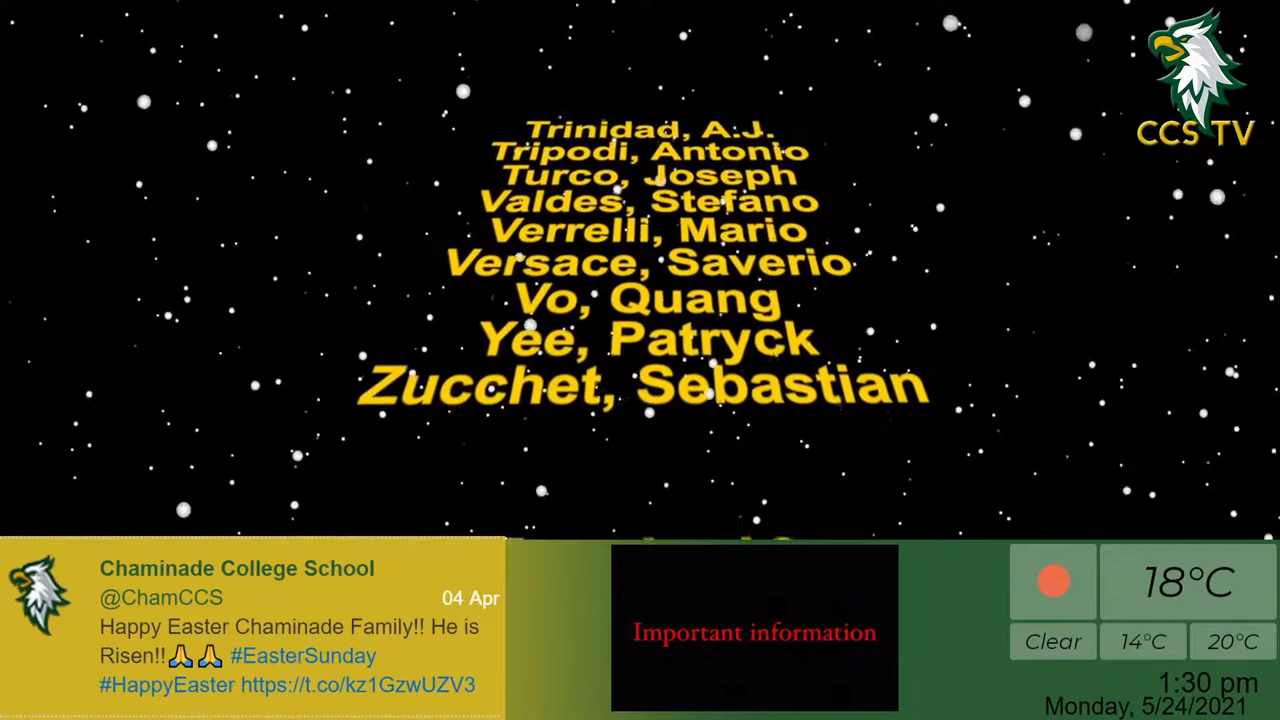 CCS TV
Trinidad, A.J.
Tripodi, Antonio
Turco, Joseph
Valdes, Stefano
Verrelli, Mario
Versace, Saverio
Vo, Quang
Yee, Patryck
Zucchet, Sebastian
Chaminade College School
@ChamCCS
04 Apr
Happy Easter Chaminade Family!! He is
Risen!!🙏🙏 #EasterSunday
#HappyEaster https://t.co/kz1GzwUZV3
Important information
18°C
Clear
14°C
20°C
1:30 pm
Monday, 5/24/2021